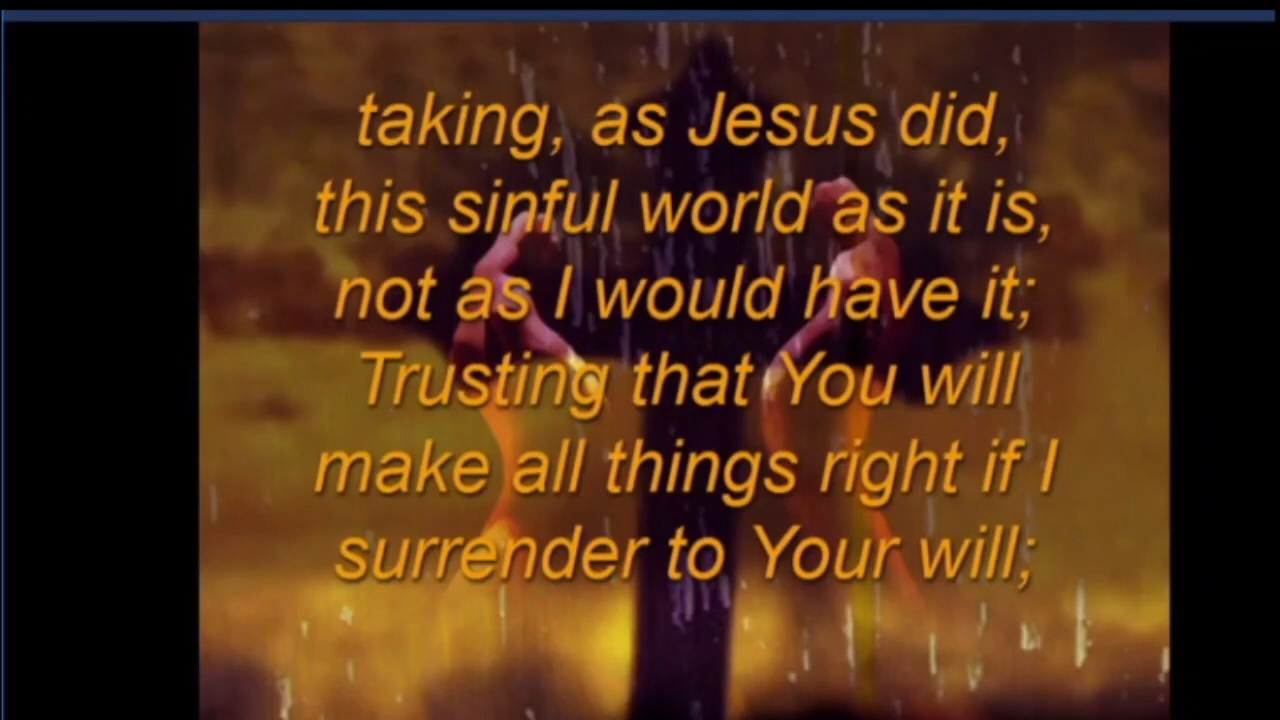 taking, as Jesus did,
this sinful world as it is,
not as I would have it;
Trusting that You will
make all things right if I
surrender to Your will;